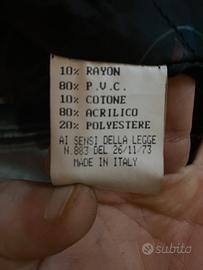 10% RAYON
80% P.V.C.
10% COTONE
80% ACRILICO
20% POLYESTERE
AI SENSI DELLA LEGGE
N.883 DEL 26/11/73
MADE IN ITALY
subito